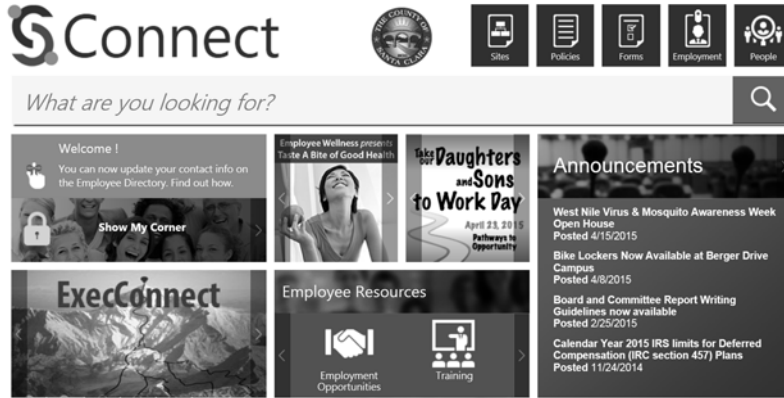 SConnect
THE COUNTY OF
SANTA CLARA
Sites
Policies
Forms
Employment
People
What are you looking for?
Welcome !
You can now update your contact info on
the Employee Directory. Find out how.
Show My Corner
Employee Wellness presents
Taste A Bite of Good Health
Take
our Daughters
and Sons
to Work Day
April 23, 2015
Pathways to
Opportunity
Announcements
West Nile Virus & Mosquito Awareness Week
Open House
Posted 4/15/2015
Bike Lockers Now Available at Berger Drive
Campus
Posted 4/8/2015
Board and Committee Report Writing
Guidelines now available
Posted 2/25/2015
Calendar Year 2015 IRS limits for Deferred
Compensation (IRC section 457) Plans
Posted 11/24/2014
ExecConnect
Employee Resources
Employment
Opportunities
Training